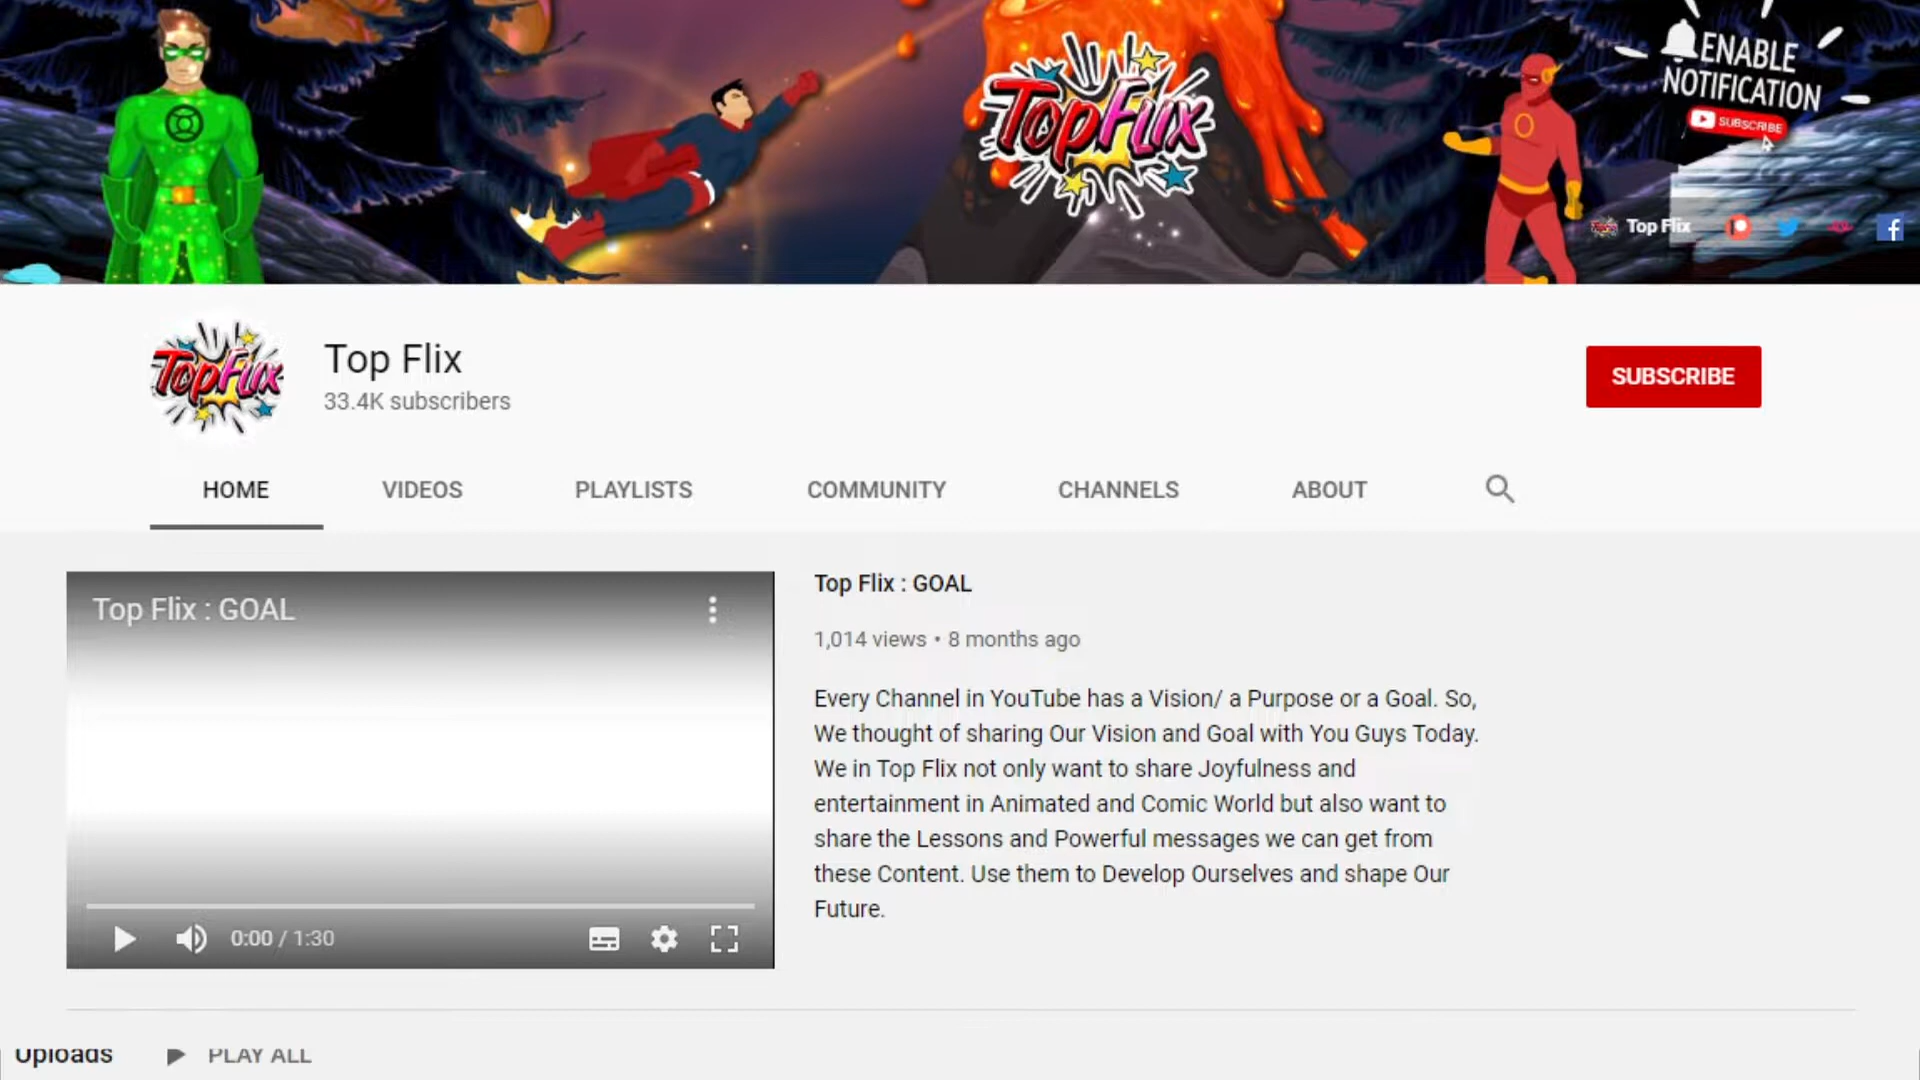 ENABLE
NOTIFICATION
SUBSCRIBE
TopFlix
Top Flix
TopFlix
Top Flix
33.4K subscribers
SUBSCRIBE
HOME
VIDEOS
PLAYLISTS
COMMUNITY
CHANNELS
ABOUT
Top Flix : GOAL
0:00 / 1:30
Top Flix : GOAL
1,014 views • 8 months ago
Every Channel in YouTube has a Vision/ a Purpose or a Goal. So,
We thought of sharing Our Vision and Goal with You Guys Today.
We in Top Flix not only want to share Joyfulness and
entertainment in Animated and Comic World but also want to
share the Lessons and Powerful messages we can get from
these Content. Use them to Develop Ourselves and shape Our
Future.
Uploads
PLAY ALL